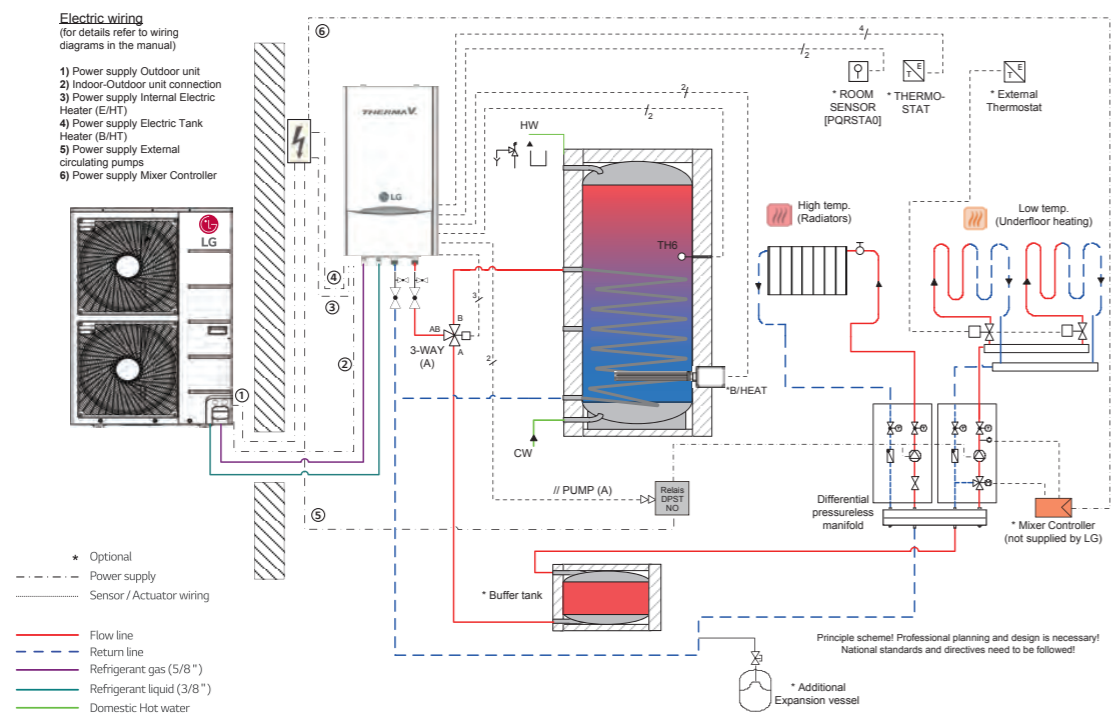 Electric wiring
(for details refer to wiring
diagrams in the manual)
1) Power supply Outdoor unit
2) Indoor-Outdoor unit connection
3) Power supply Internal Electric
Heater (E/HT)
4) Power supply Electric Tank
Heater (B/HT)
5) Power supply External
circulating pumps
6) Power supply Mixer Controller
⑥
4
2
2
2
THERMA V.
LG
LG
HW
* ROOM
SENSOR
[PQRSTA0]
T E
* THERMO-
STAT
T E
* External
Thermostat
High temp.
(Radiators)
Low temp.
(Underfloor heating)
TH6
④
③
②
①
3
B
AB
A
3-WAY
(A)
2
*B/HEAT
CW
⑤
// PUMP (A)
Relais
DPST
NO
Differential
pressureless
manifold
* Mixer Controller
(not supplied by LG)
* Buffer tank
* Additional
Expansion vessel
Principle scheme! Professional planning and design is necessary!
National standards and directives need to be followed!
* Optional
Power supply
Sensor / Actuator wiring
Flow line
Return line
Refrigerant gas (5/8")
Refrigerant liquid (3/8")
Domestic Hot water